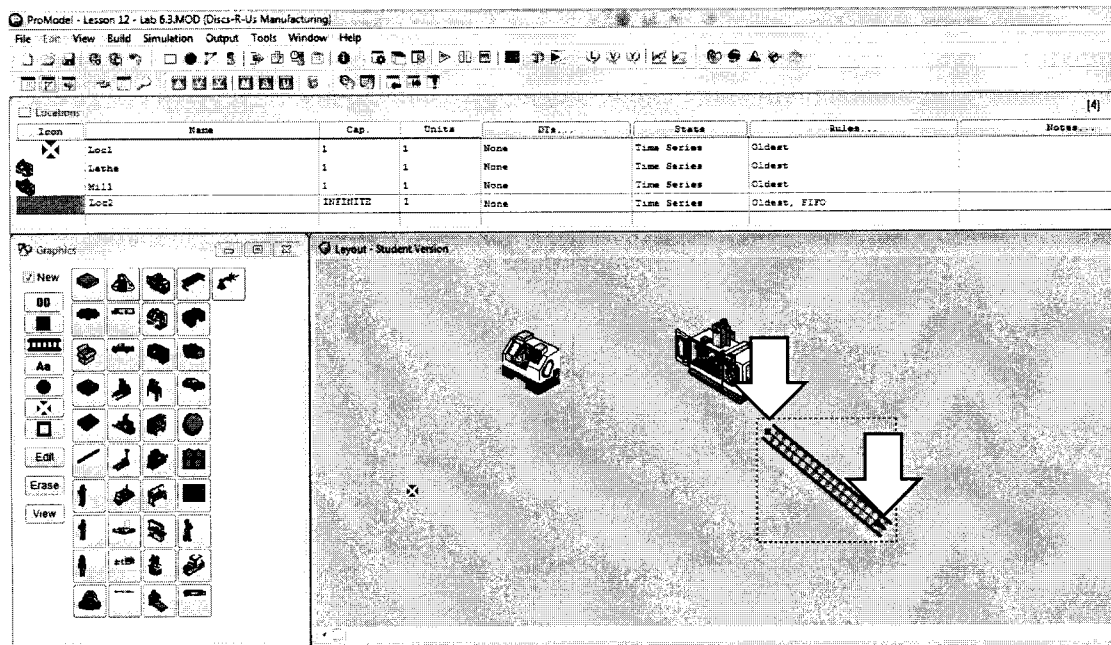 ProModel - Lesson 12 - Lab 6.3.MOD (Discs-R-Us Manufacturing)
File Edit View Build Simulation Output Tools Window Help
Locations [4]
Icon Name Cap. Units DTs... Stats Rules... Notes...
Loc1 1 1 None Time Series Oldest
Lathe 1 1 None Time Series Oldest
Mill 1 1 None Time Series Oldest
Loc2 INFINITE 1 None Time Series Oldest, FIFO
Graphics
Layout - Student Version
New
Aa
Edit
Erase
View